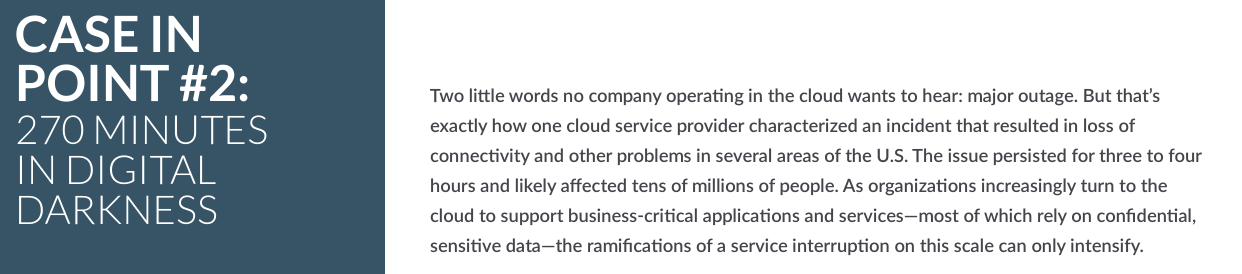 CASE IN
POINT #2:
270 MINUTES
IN DIGITAL
DARKNESS
Two little words no company operating in the cloud wants to hear: major outage. But that’s
exactly how one cloud service provider characterized an incident that resulted in loss of
connectivity and other problems in several areas of the U.S. The issue persisted for three to four
hours and likely affected tens of millions of people. As organizations increasingly turn to the
cloud to support business-critical applications and services—most of which rely on confidential,
sensitive data—the ramifications of a service interruption on this scale can only intensify.